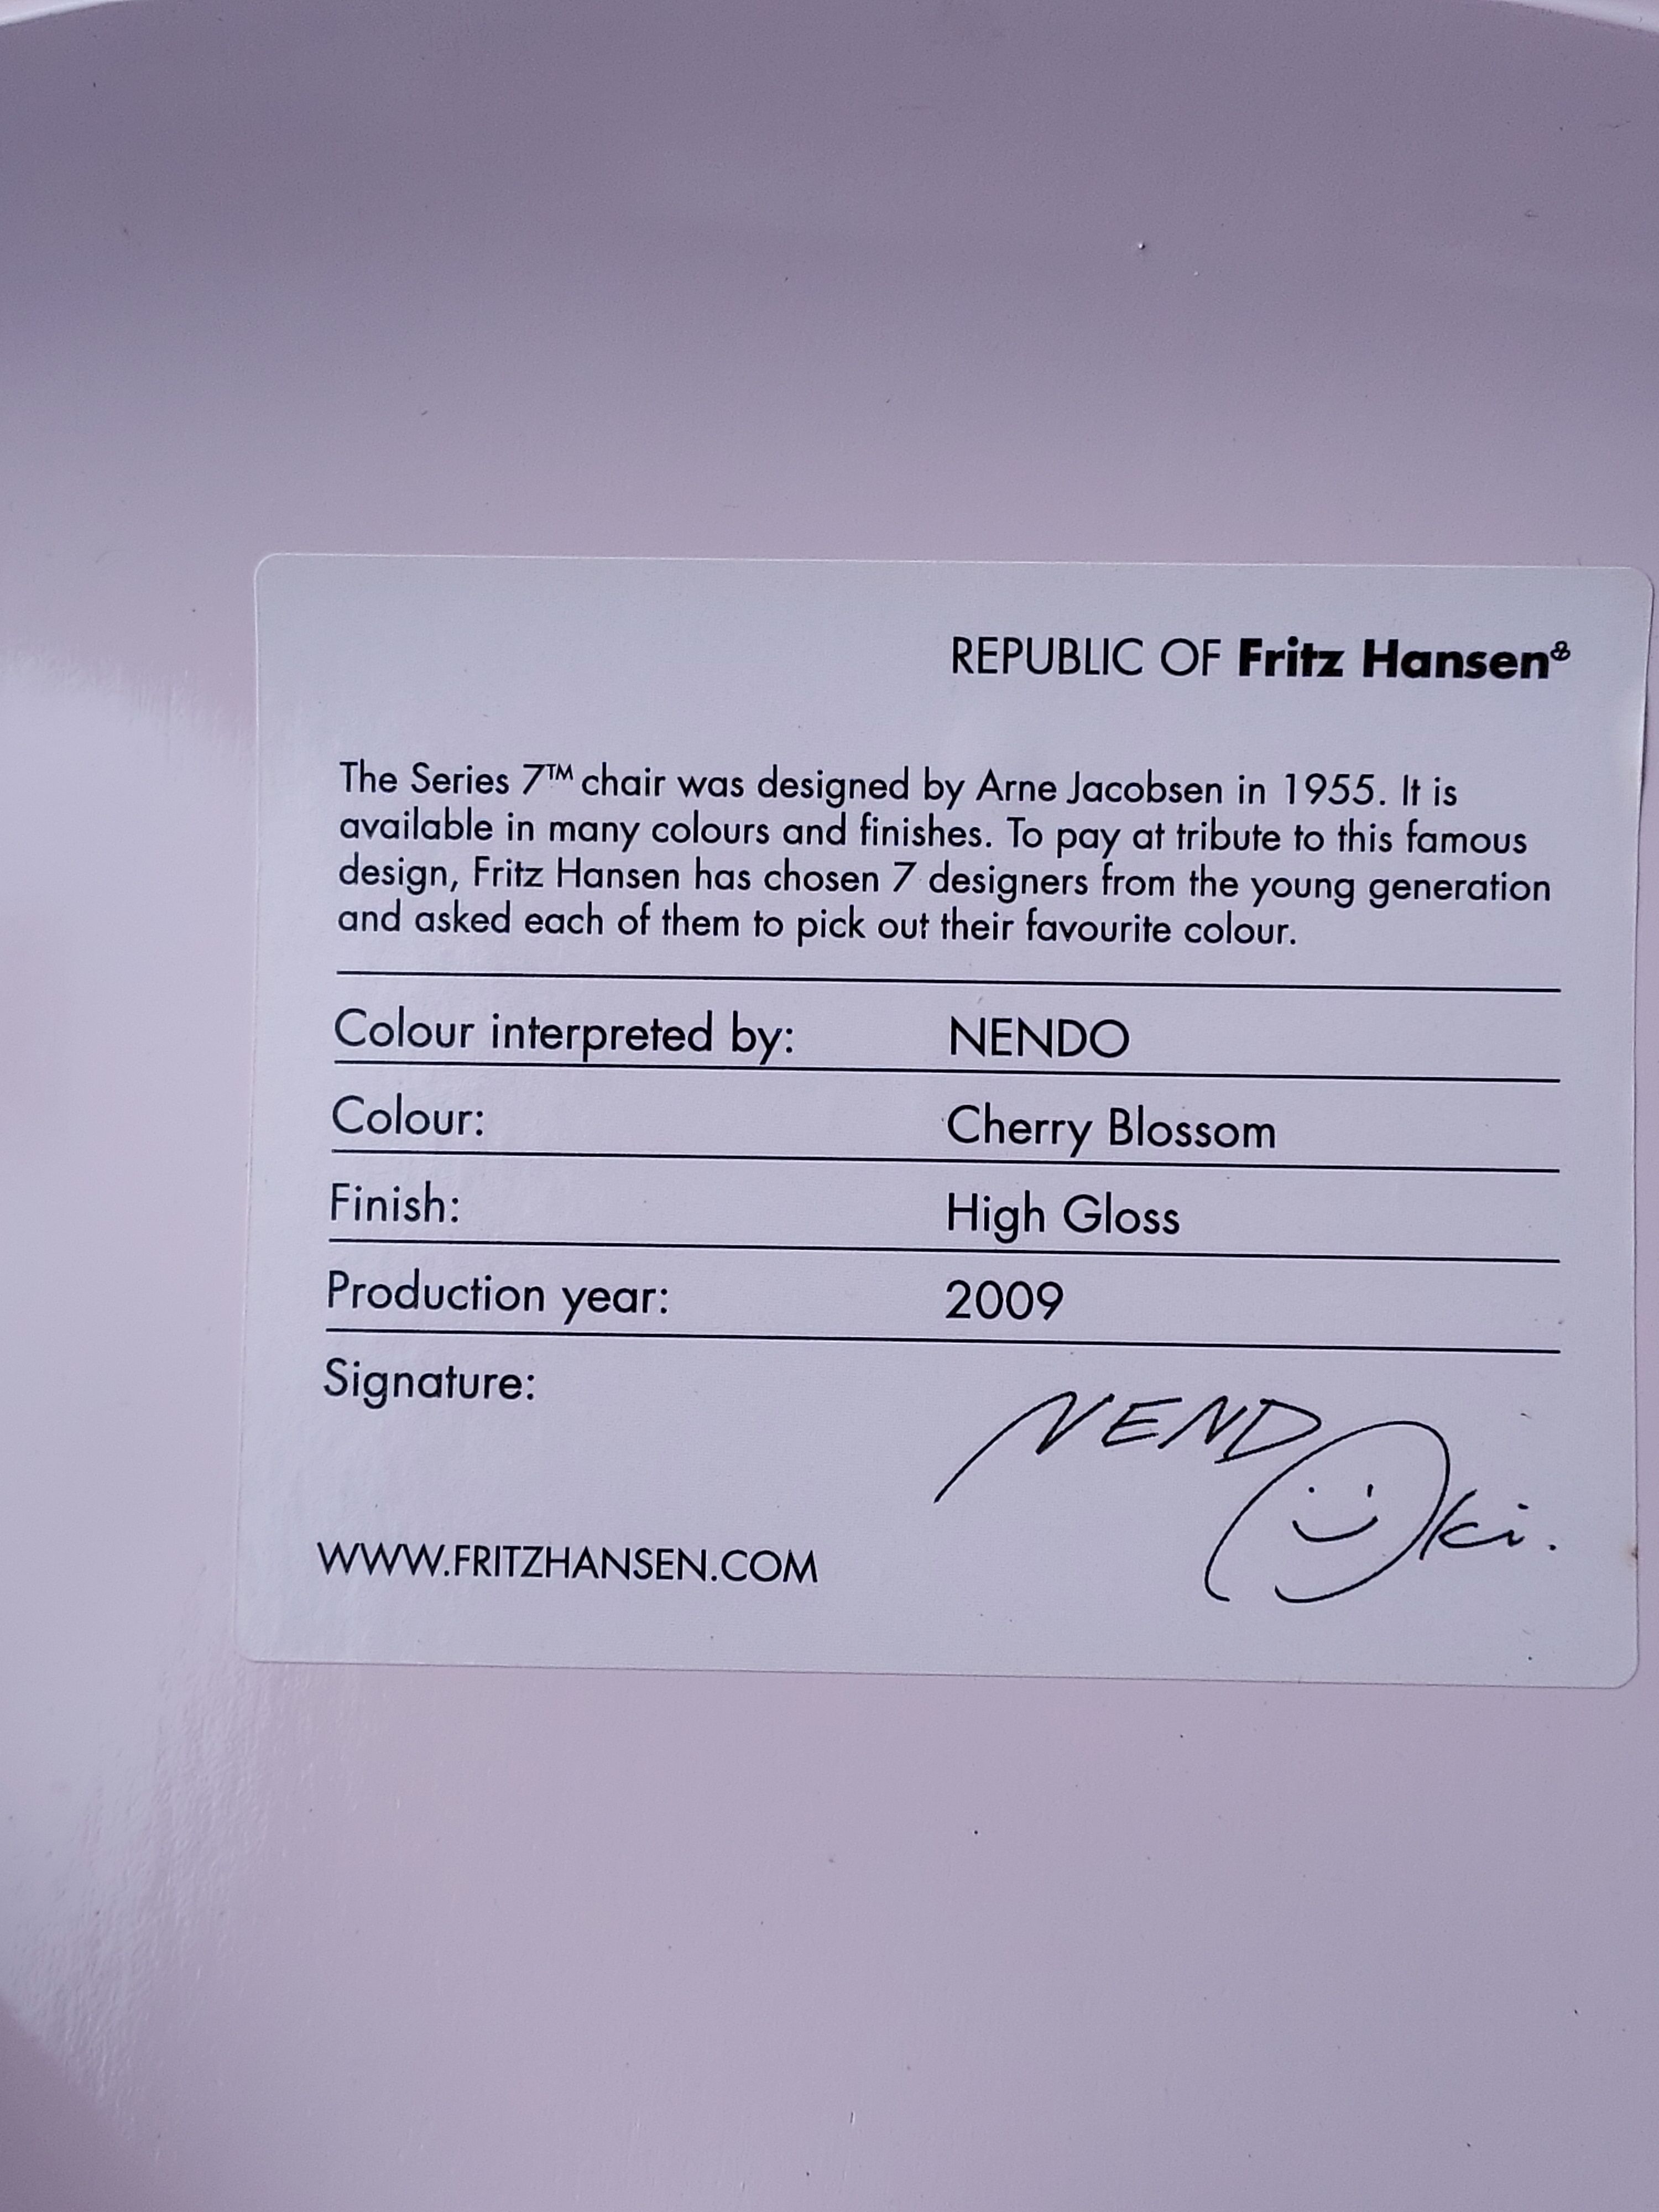 REPUBLIC OF Fritz Hansen
The Series 7™ chair was designed by Arne Jacobsen in 1955. It is
available in many colours and finishes. To pay at tribute to this famous
design, Fritz Hansen has chosen 7 designers from the young generation
and asked each of them to pick out their favourite colour.
Colour interpreted by: NENDO
Colour: Cherry Blossom
Finish: High Gloss
Production year: 2009
Signature: NENDOki.
WWW.FRITZHANSEN.COM